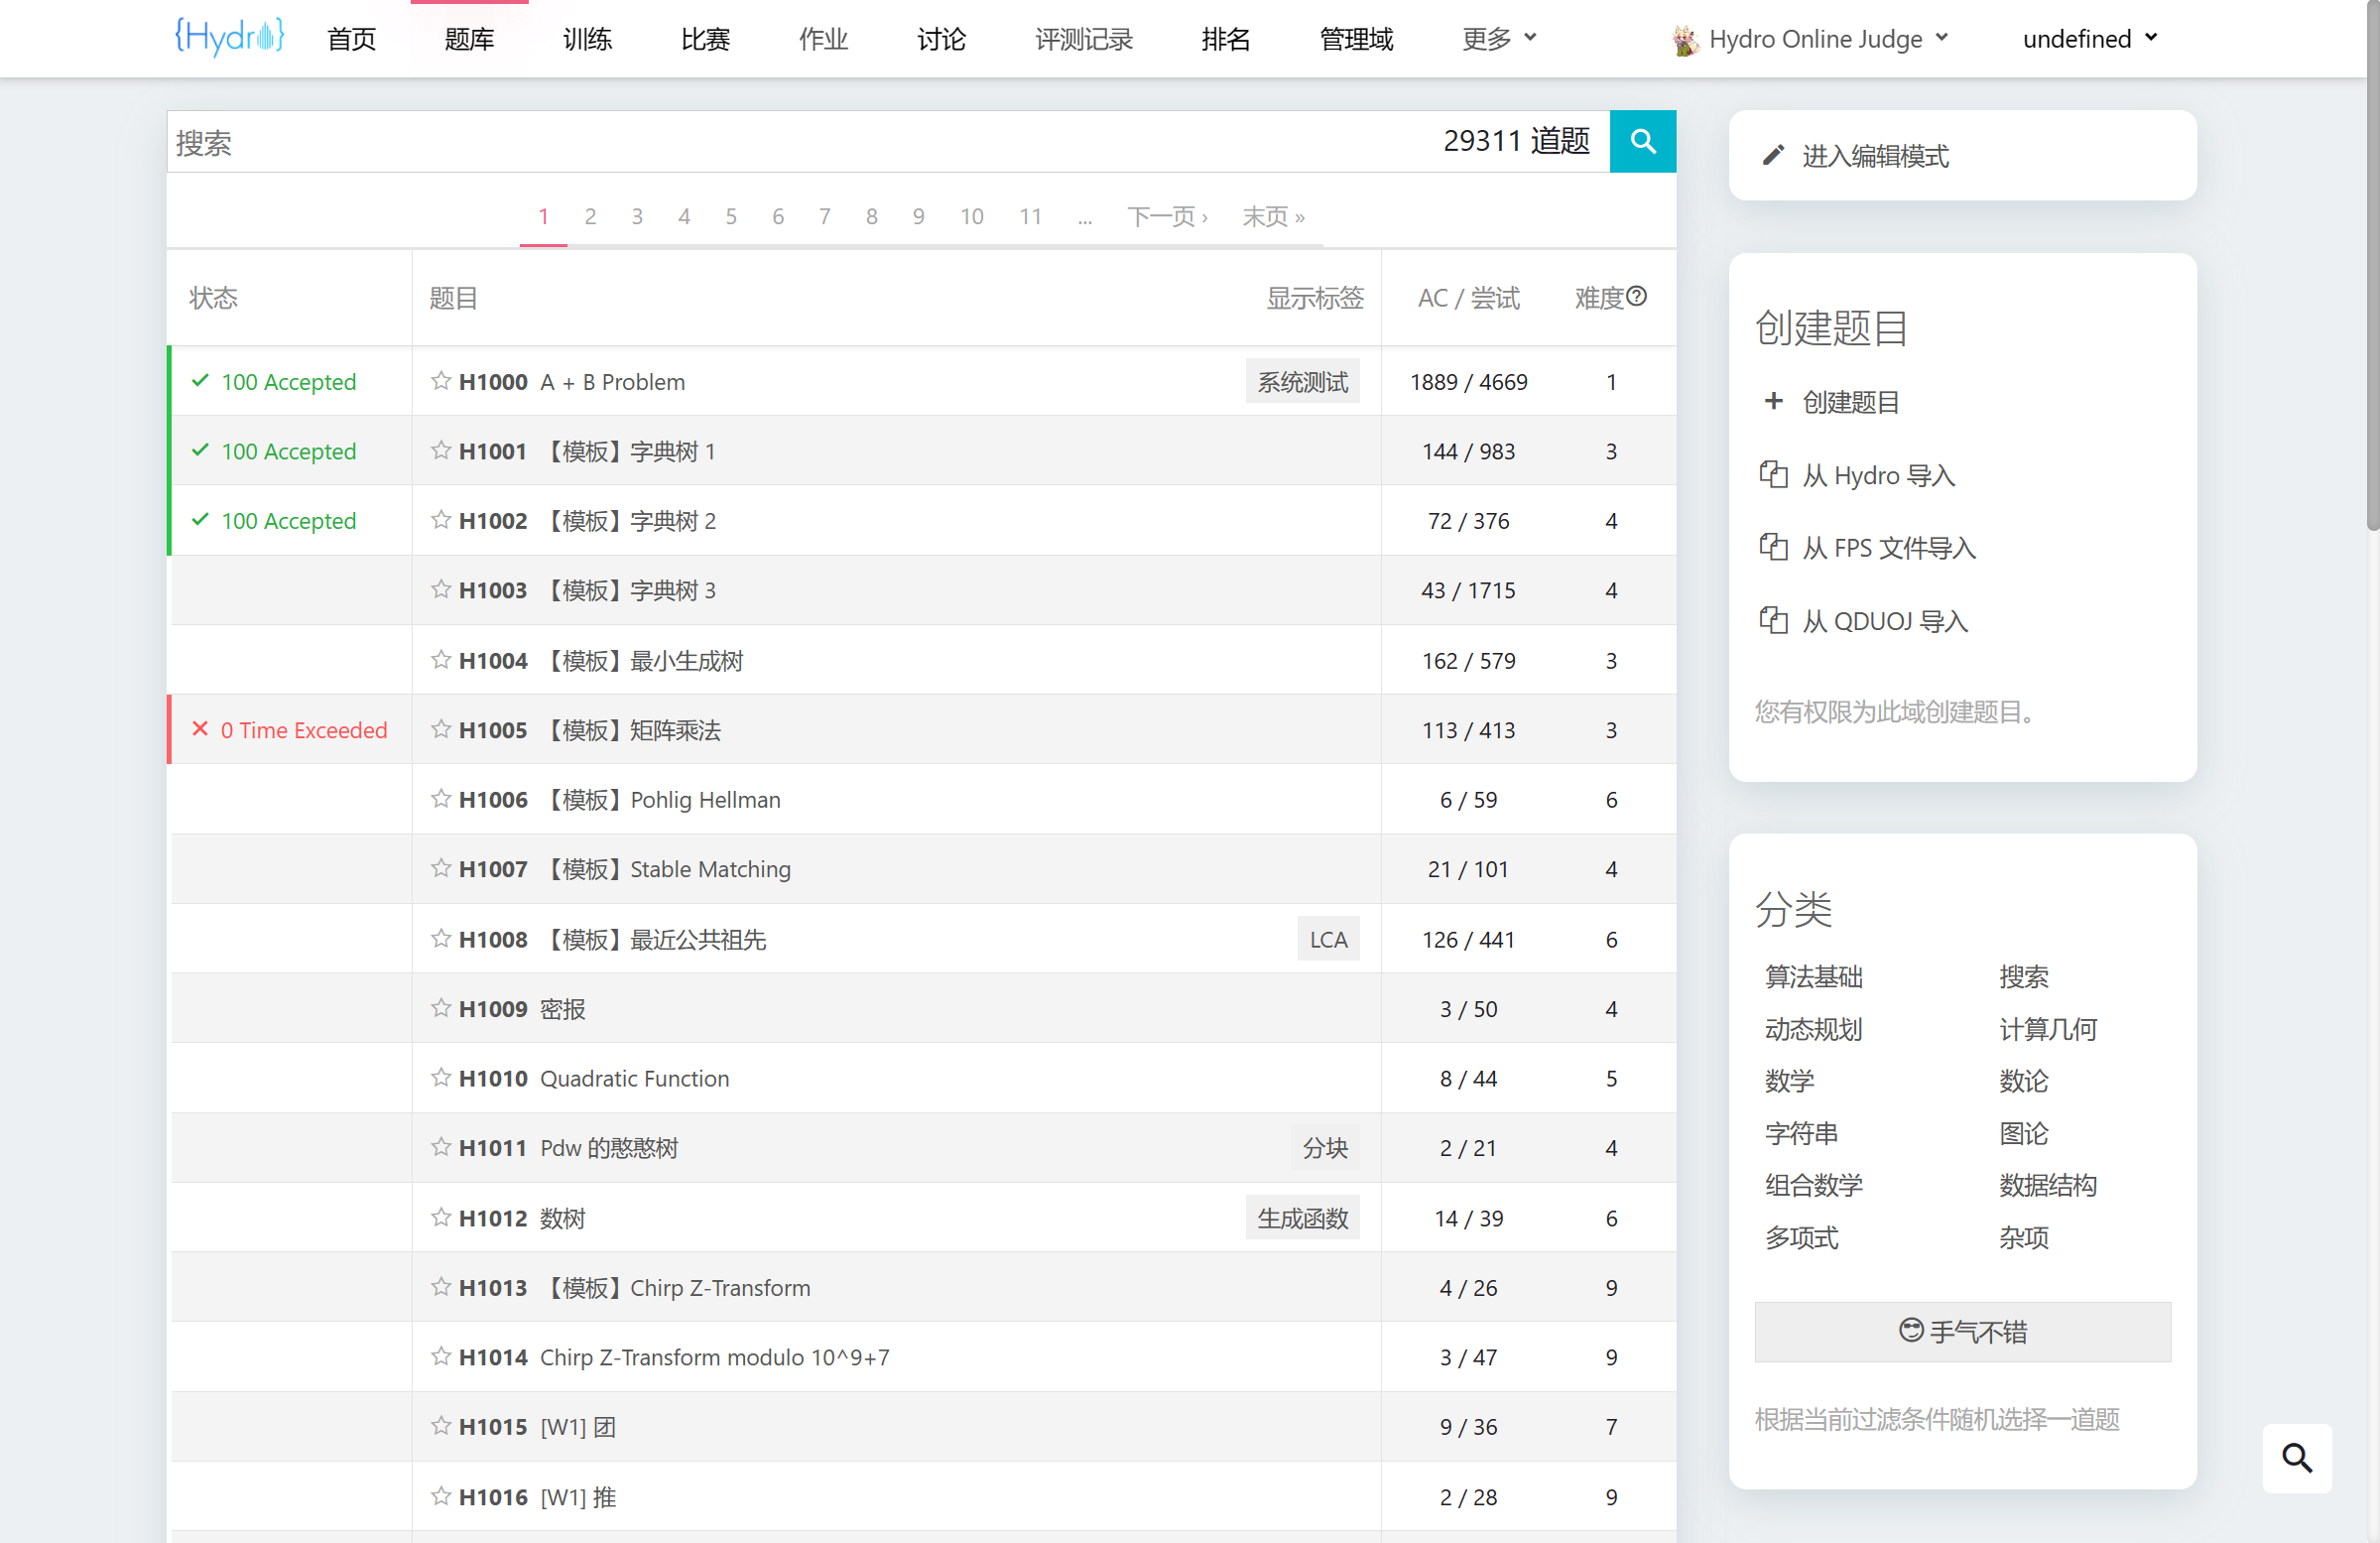 {Hydro} 首页 题库 训练 比赛 作业 讨论 评测记录 排名 管理域 更多 Hydro Online Judge undefined
搜索 29311 道题
1 2 3 4 5 6 7 8 9 10 11 ... 下一页 › 末页 »
状态 题目 显示标签 AC / 尝试 难度
100 Accepted H1000 A + B Problem 系统测试 1889 / 4669 1
100 Accepted H1001 【模板】字典树 1 144 / 983 3
100 Accepted H1002 【模板】字典树 2 72 / 376 4
H1003 【模板】字典树 3 43 / 1715 4
H1004 【模板】最小生成树 162 / 579 3
0 Time Exceeded H1005 【模板】矩阵乘法 113 / 413 3
H1006 【模板】Pohlig Hellman 6 / 59 6
H1007 【模板】Stable Matching 21 / 101 4
H1008 【模板】最近公共祖先 LCA 126 / 441 6
H1009 密报 3 / 50 4
H1010 Quadratic Function 8 / 44 5
H1011 Pdw 的憨憨树 分块 2 / 21 4
H1012 数树 生成函数 14 / 39 6
H1013 【模板】Chirp Z-Transform 4 / 26 9
H1014 Chirp Z-Transform modulo 10^9+7 3 / 47 9
H1015 [W1] 团 9 / 36 7
H1016 [W1] 推 2 / 28 9
进入编辑模式
创建题目
创建题目
从 Hydro 导入
从 FPS 文件导入
从 QDUOJ 导入
您有权限为此域创建题目。
分类
算法基础 搜索
动态规划 计算几何
数学 数论
字符串 图论
组合数学 数据结构
多项式 杂项
手气不错
根据当前过滤条件随机选择一道题